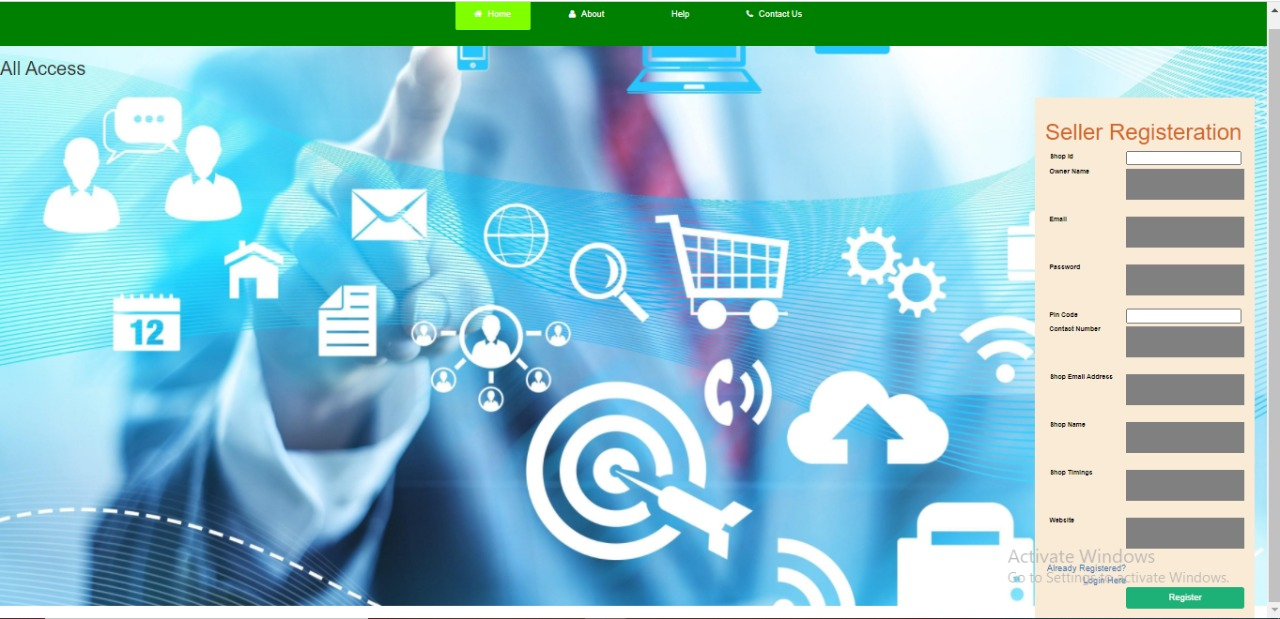 Home About Help Contact Us
All Access
12
Seller Registeration
Shop Id
Owner Name
Email
Password
Pin Code
Contact Number
Shop Email Address
Shop Name
Shop Timings
Website
Activate Windows
Already Registered?
Go to Settings to activate Windows.
Login Here
Register